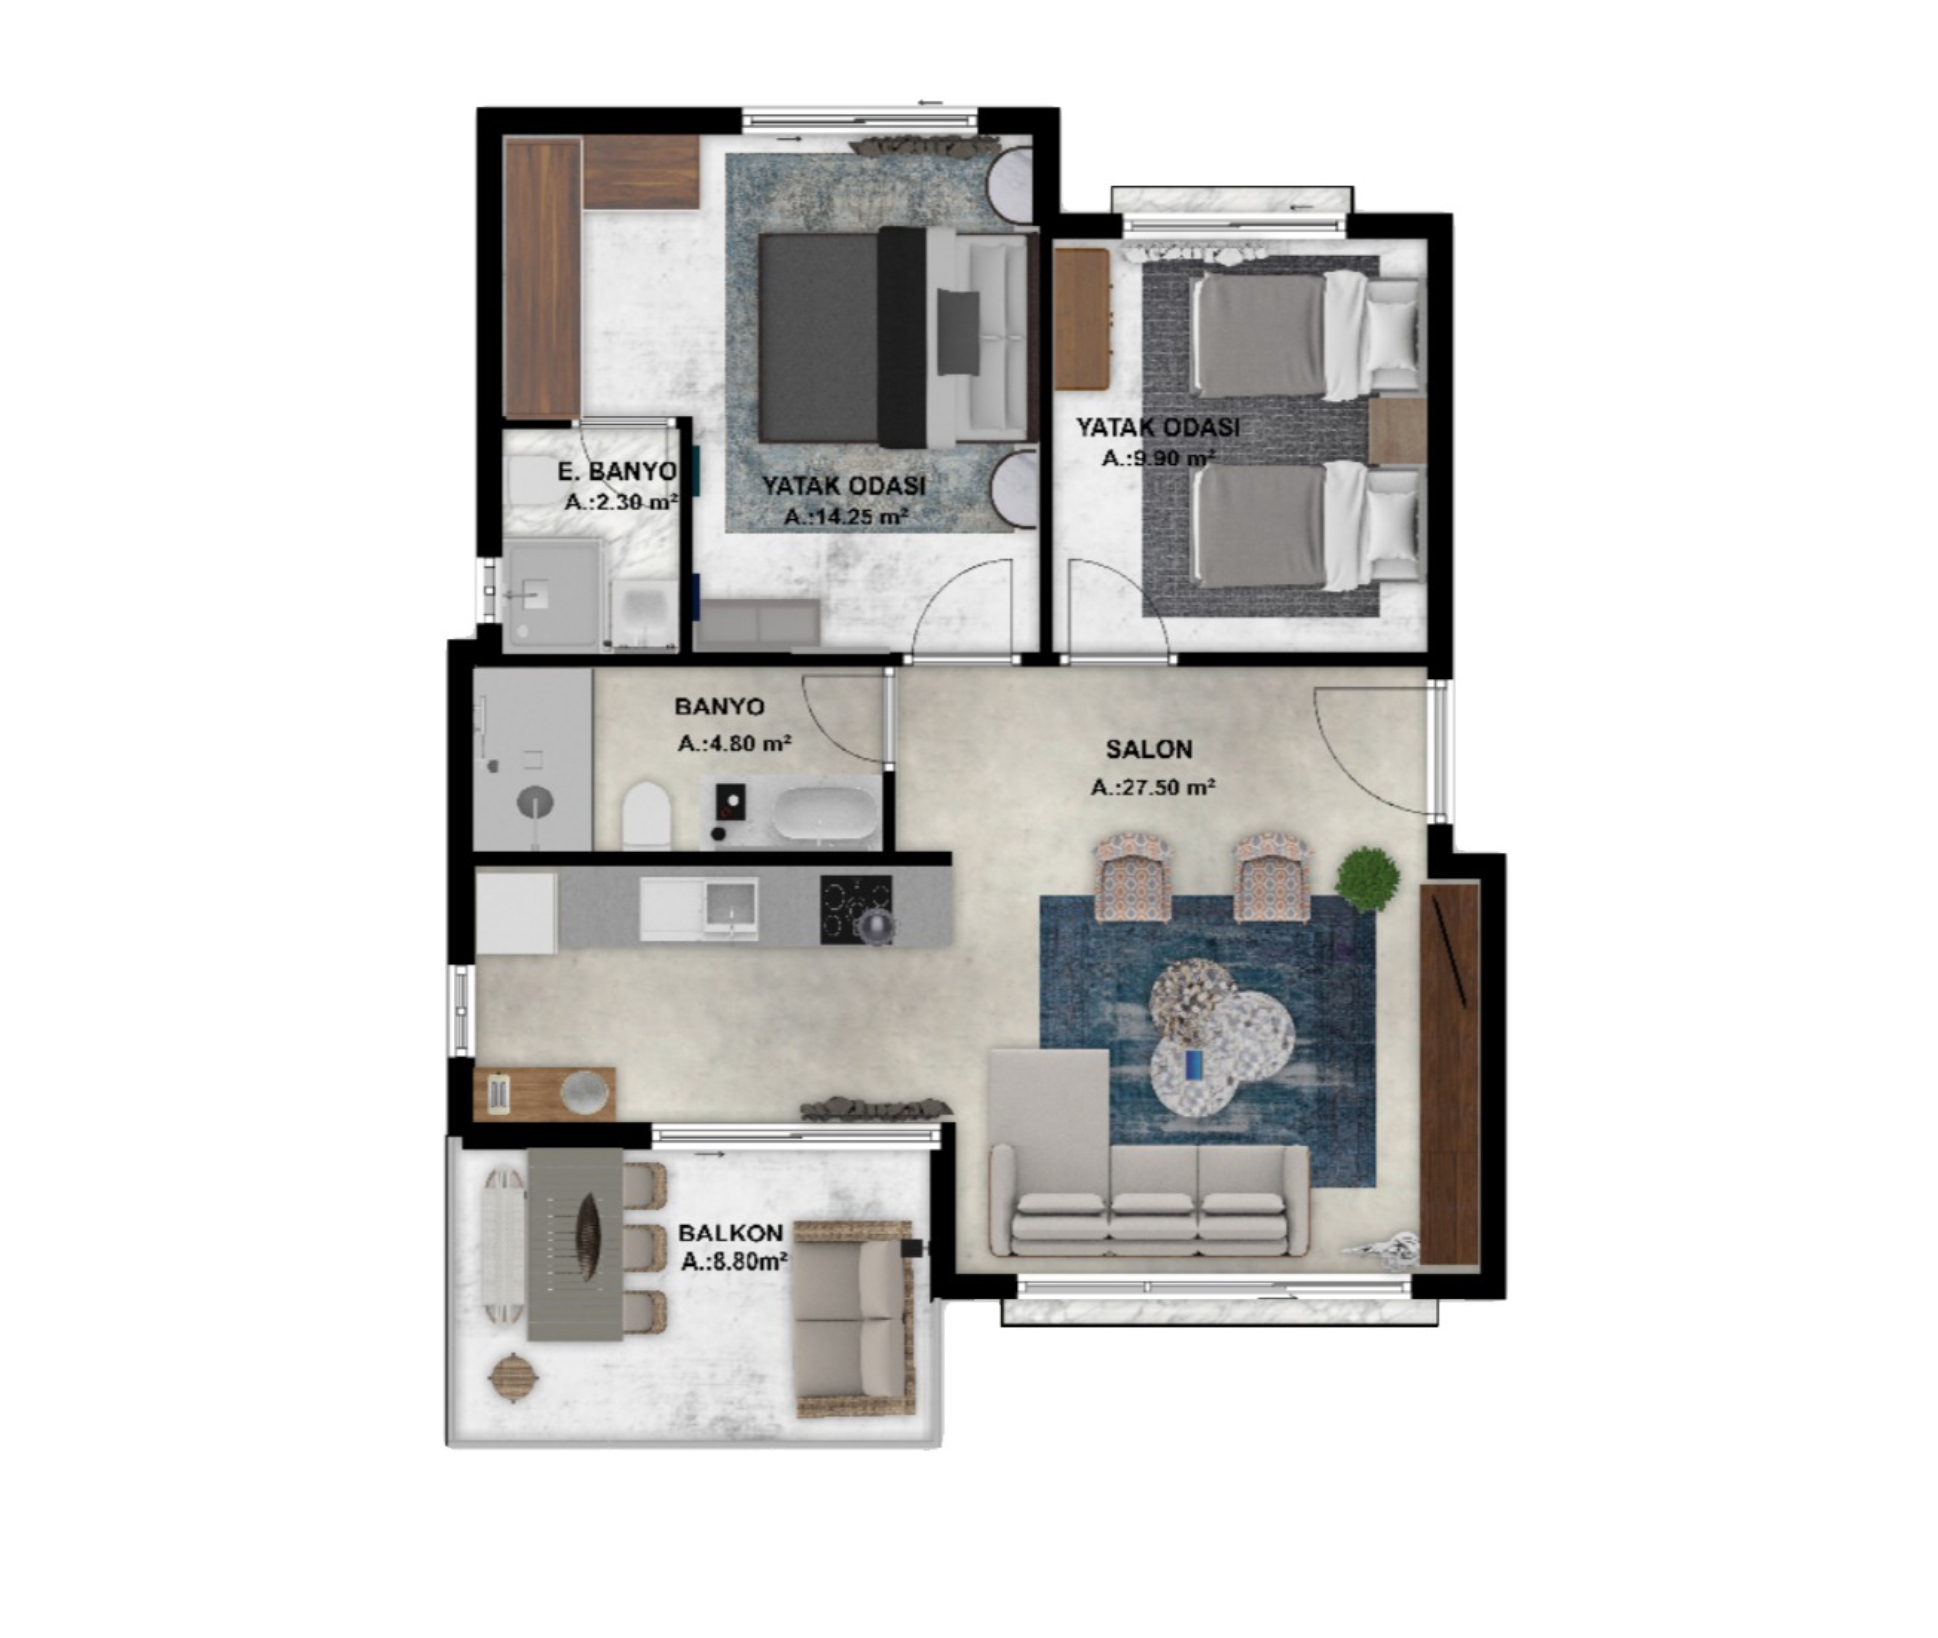 YATAK ODASI
A.:14.25 m²
YATAK ODASI
A.:9.90 m²
E. BANYO
A.:2.30 m²
BANYO
A.:4.80 m²
SALON
A.:27.50 m²
BALKON
A.:8.80m²